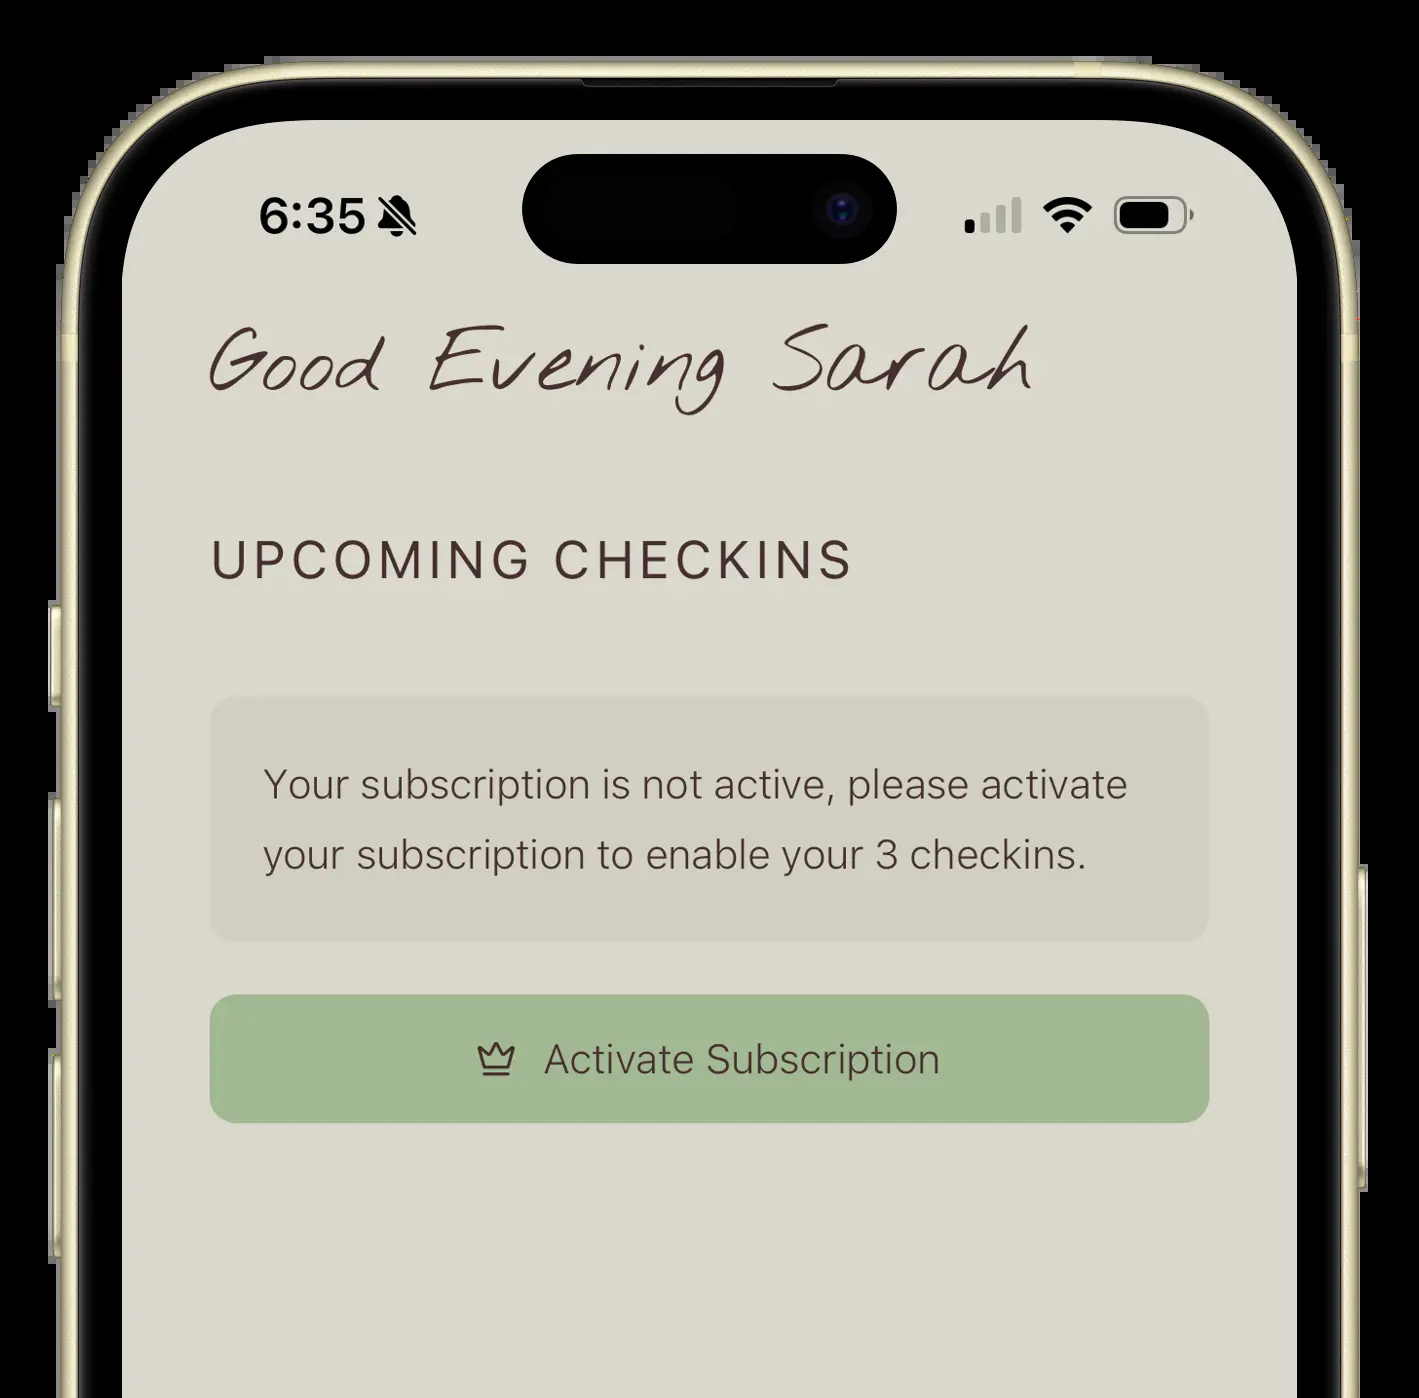 6:35
Good Evening Sarah
UPCOMING CHECKINS
Your subscription is not active, please activate
your subscription to enable your 3 checkins.
Activate Subscription